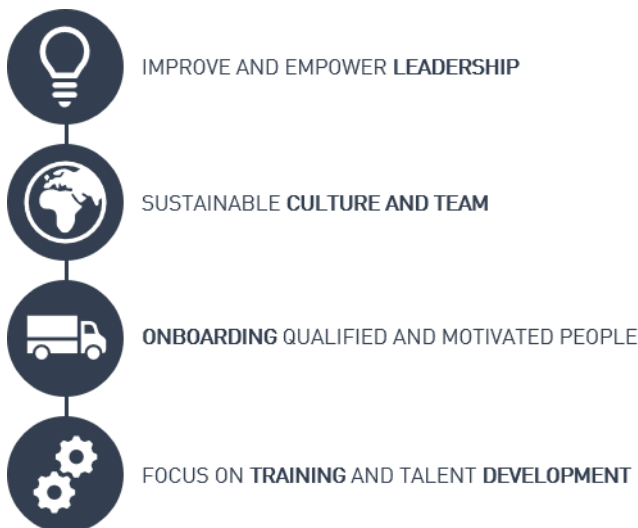 IMPROVE AND EMPOWER LEADERSHIP
SUSTAINABLE CULTURE AND TEAM
ONBOARDING QUALIFIED AND MOTIVATED PEOPLE
FOCUS ON TRAINING AND TALENT DEVELOPMENT